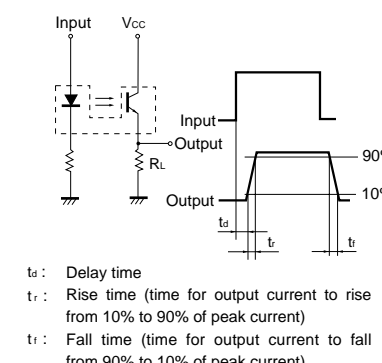 Input VCC
Input
Output
RL
Output
90%
10%
td
tr tf
td : Delay time
tr : Rise time (time for output current to rise
from 10% to 90% of peak current)
tf : Fall time (time for output current to fall
from 90% to 10% of peak current)